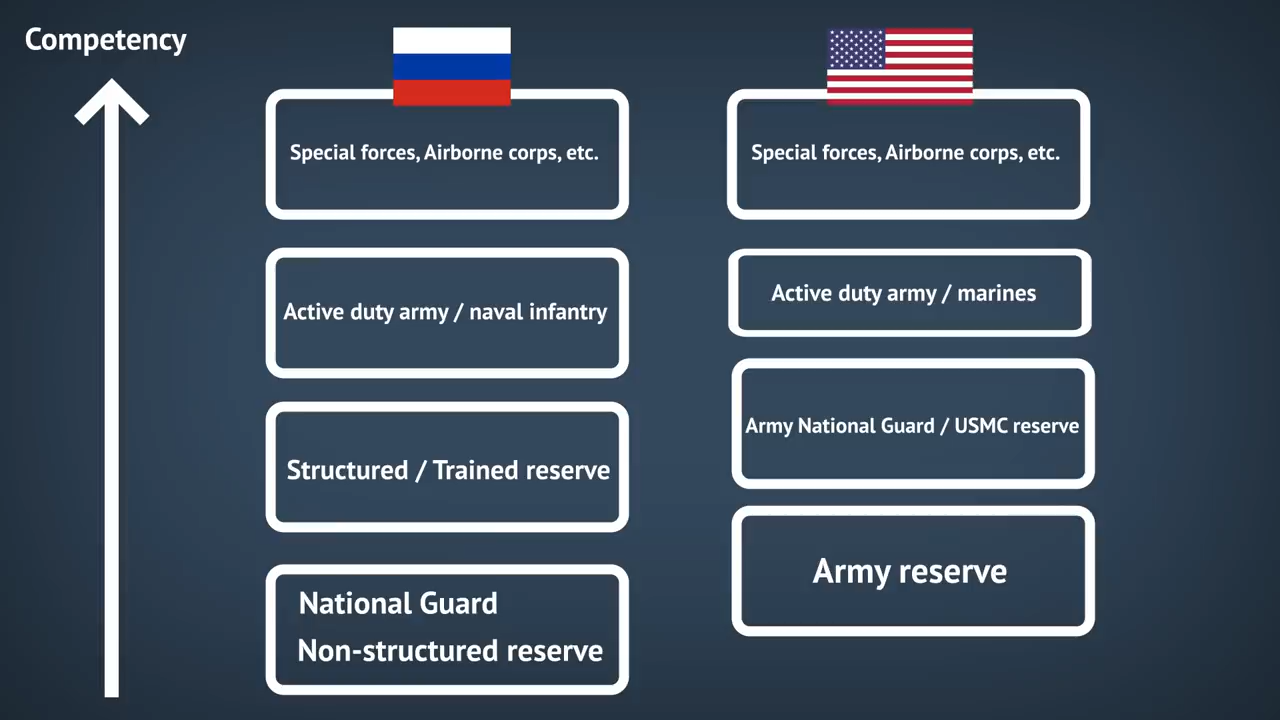 Competency
Special forces, Airborne corps, etc.
Active duty army / naval infantry
Structured / Trained reserve
National Guard
Non-structured reserve
Special forces, Airborne corps, etc.
Active duty army / marines
Army National Guard / USMC reserve
Army reserve